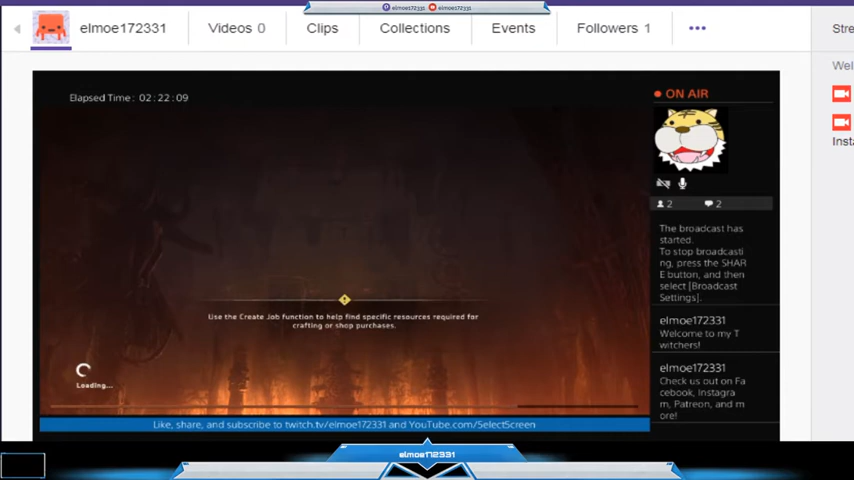 elmoe172331 elmoe172331
elmoe172331 Videos 0 Clips Collections Events Followers 1 Stre
Wel
Elapsed Time: 02:22:09
ON AIR
Insta
2 2
The broadcast has
started.
To stop broadcasti
ng, press the SHAR
E button, and then
select [Broadcast
Settings].
Use the Create Job function to help find specific resources required for
crafting or shop purchases.
elmoe172331
Welcome to my T
witchers!
elmoe172331
Check us out on Fa
cebook, Instagra
m, Patreon, and m
ore!
Loading...
Like, share, and subscribe to twitch.tv/elmoe172331 and YouTube.com/SelectScreen
elmoe172331